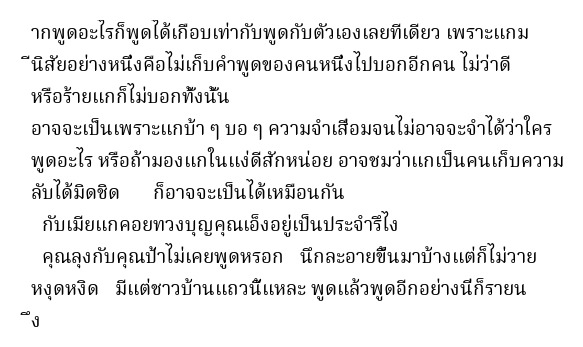 ากพูดอะไรก็พูดได้เกือบเท่ากับพูดกับตัวเองเลยทีเดียว เพราะแกม
ีนิสัยอย่างหนึ่งคือไม่เก็บคำพูดของคนหนึ่งไปบอกอีกคน ไม่ว่าดี
หรือร้ายแกก็ไม่บอกทั้งนั้น
อาจจะเป็นเพราะแกบ้า ๆ บอ ๆ ความจำเสื่อมจนไม่อาจจะจำได้ว่าใคร
พูดอะไร หรือถ้ามองแกในแง่ดีสักหน่อย อาจชมว่าแกเป็นคนเก็บความ
ลับได้มิดชิด ก็อาจจะเป็นได้เหมือนกัน
กับเมียแกคอยทวงบุญคุณเอ็งอยู่เป็นประจำรึไง
คุณลุงกับคุณป้าไม่เคยพูดหรอก นึกละอายขึ้นมาบ้างแต่ก็ไม่วาย
หงุดหงิด มีแต่ชาวบ้านแถวนี้แหละ พูดแล้วพูดอีกอย่างนี้ก็รายน
ึง